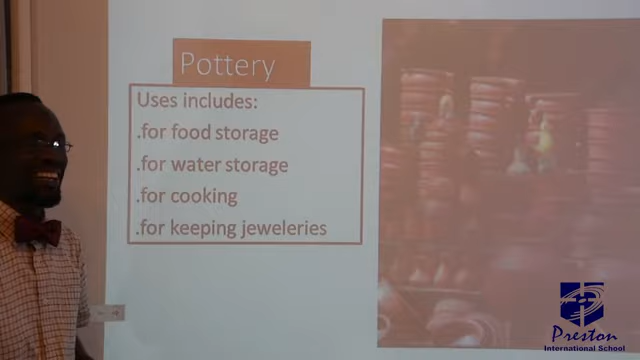 Pottery
Uses includes:
.for food storage
.for water storage
.for cooking
.for keeping jeweleries
Preston
International School